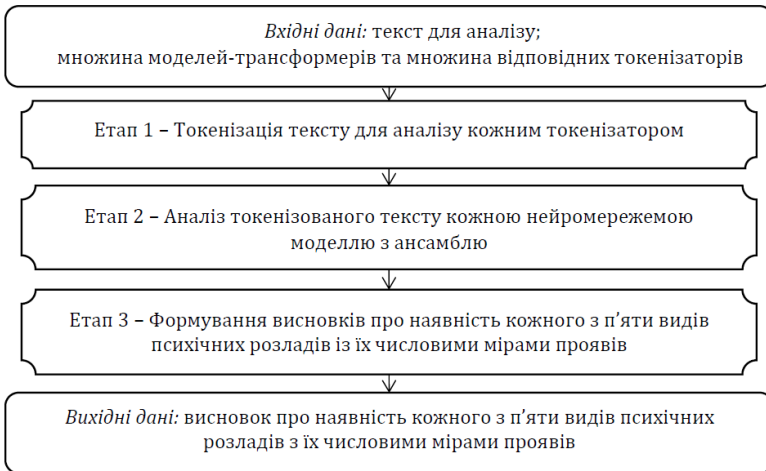 Вхідні дані: текст для аналізу;
множина моделей-трансформерів та множина відповідних токенізаторів
Етап 1 – Токенізація тексту для аналізу кожним токенізатором
Етап 2 – Аналіз токенізованого тексту кожною нейромережемою
моделлю з ансамблю
Етап 3 – Формування висновків про наявність кожного з п'яти видів
психічних розладів із їх числовими мірами проявів
Вихідні дані: висновок про наявність кожного з п'яти видів психічних
розладів з їх числовими мірами проявів